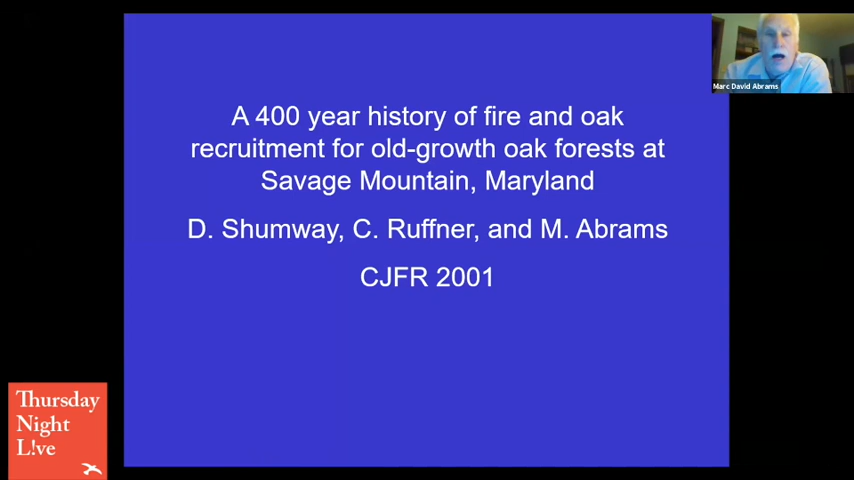 A 400 year history of fire and oak
recruitment for old-growth oak forests at
Savage Mountain, Maryland
D. Shumway, C. Ruffner, and M. Abrams
CJFR 2001
Marc David Abrams
Thursday
Night
L!ve